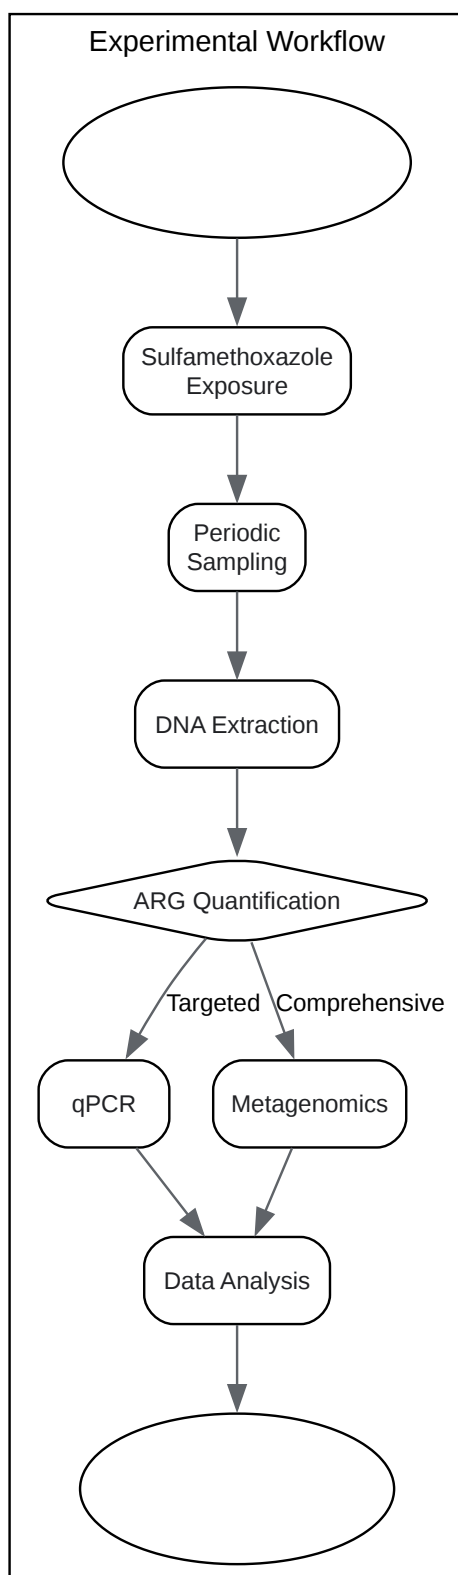 Experimental Workflow
Sulfamethoxazole
Exposure
Periodic
Sampling
DNA Extraction
ARG Quantification
Targeted
Comprehensive
qPCR
Metagenomics
Data Analysis